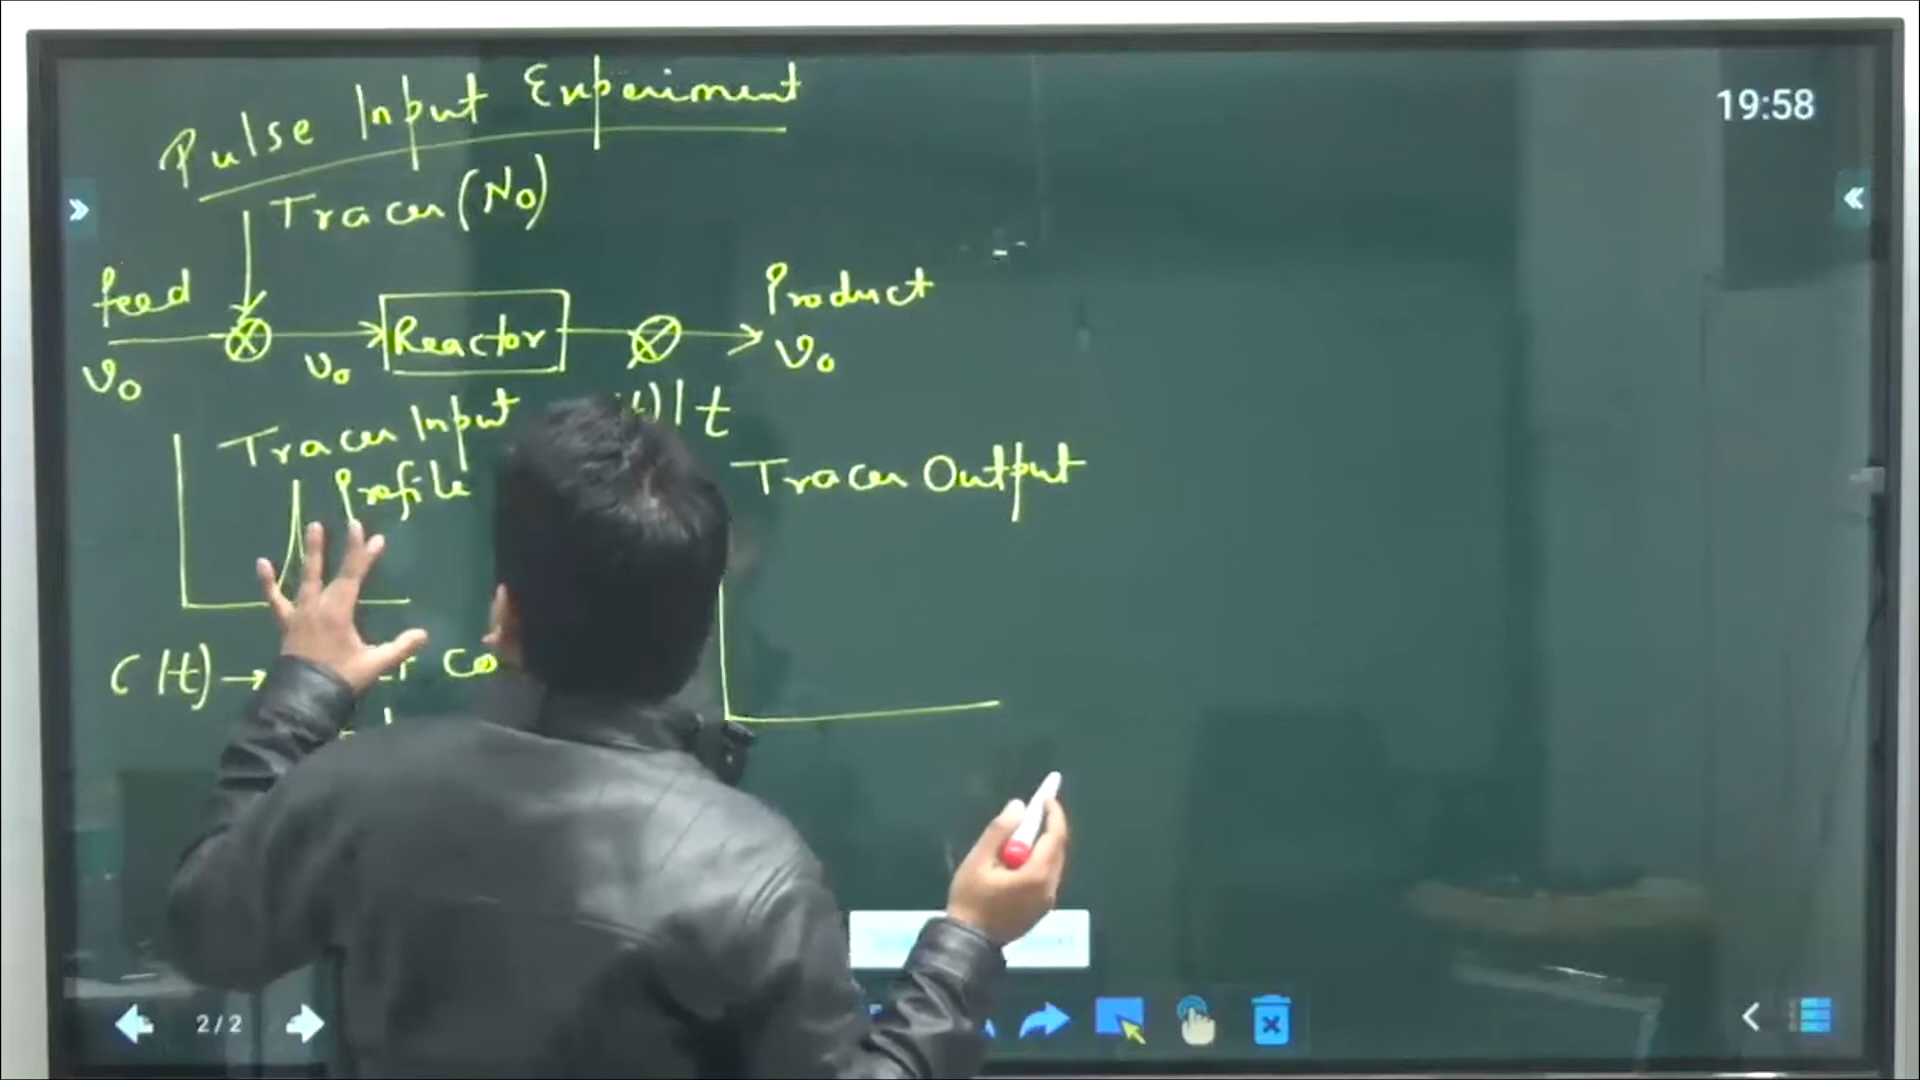 Pulse Input Experiment
19:58
Tracer (N₀)
feed
Product
Reactor
v₀
v₀
v₀
t) | t
Tracer Input
Profile
Tracer Output
C(t) →
2/2